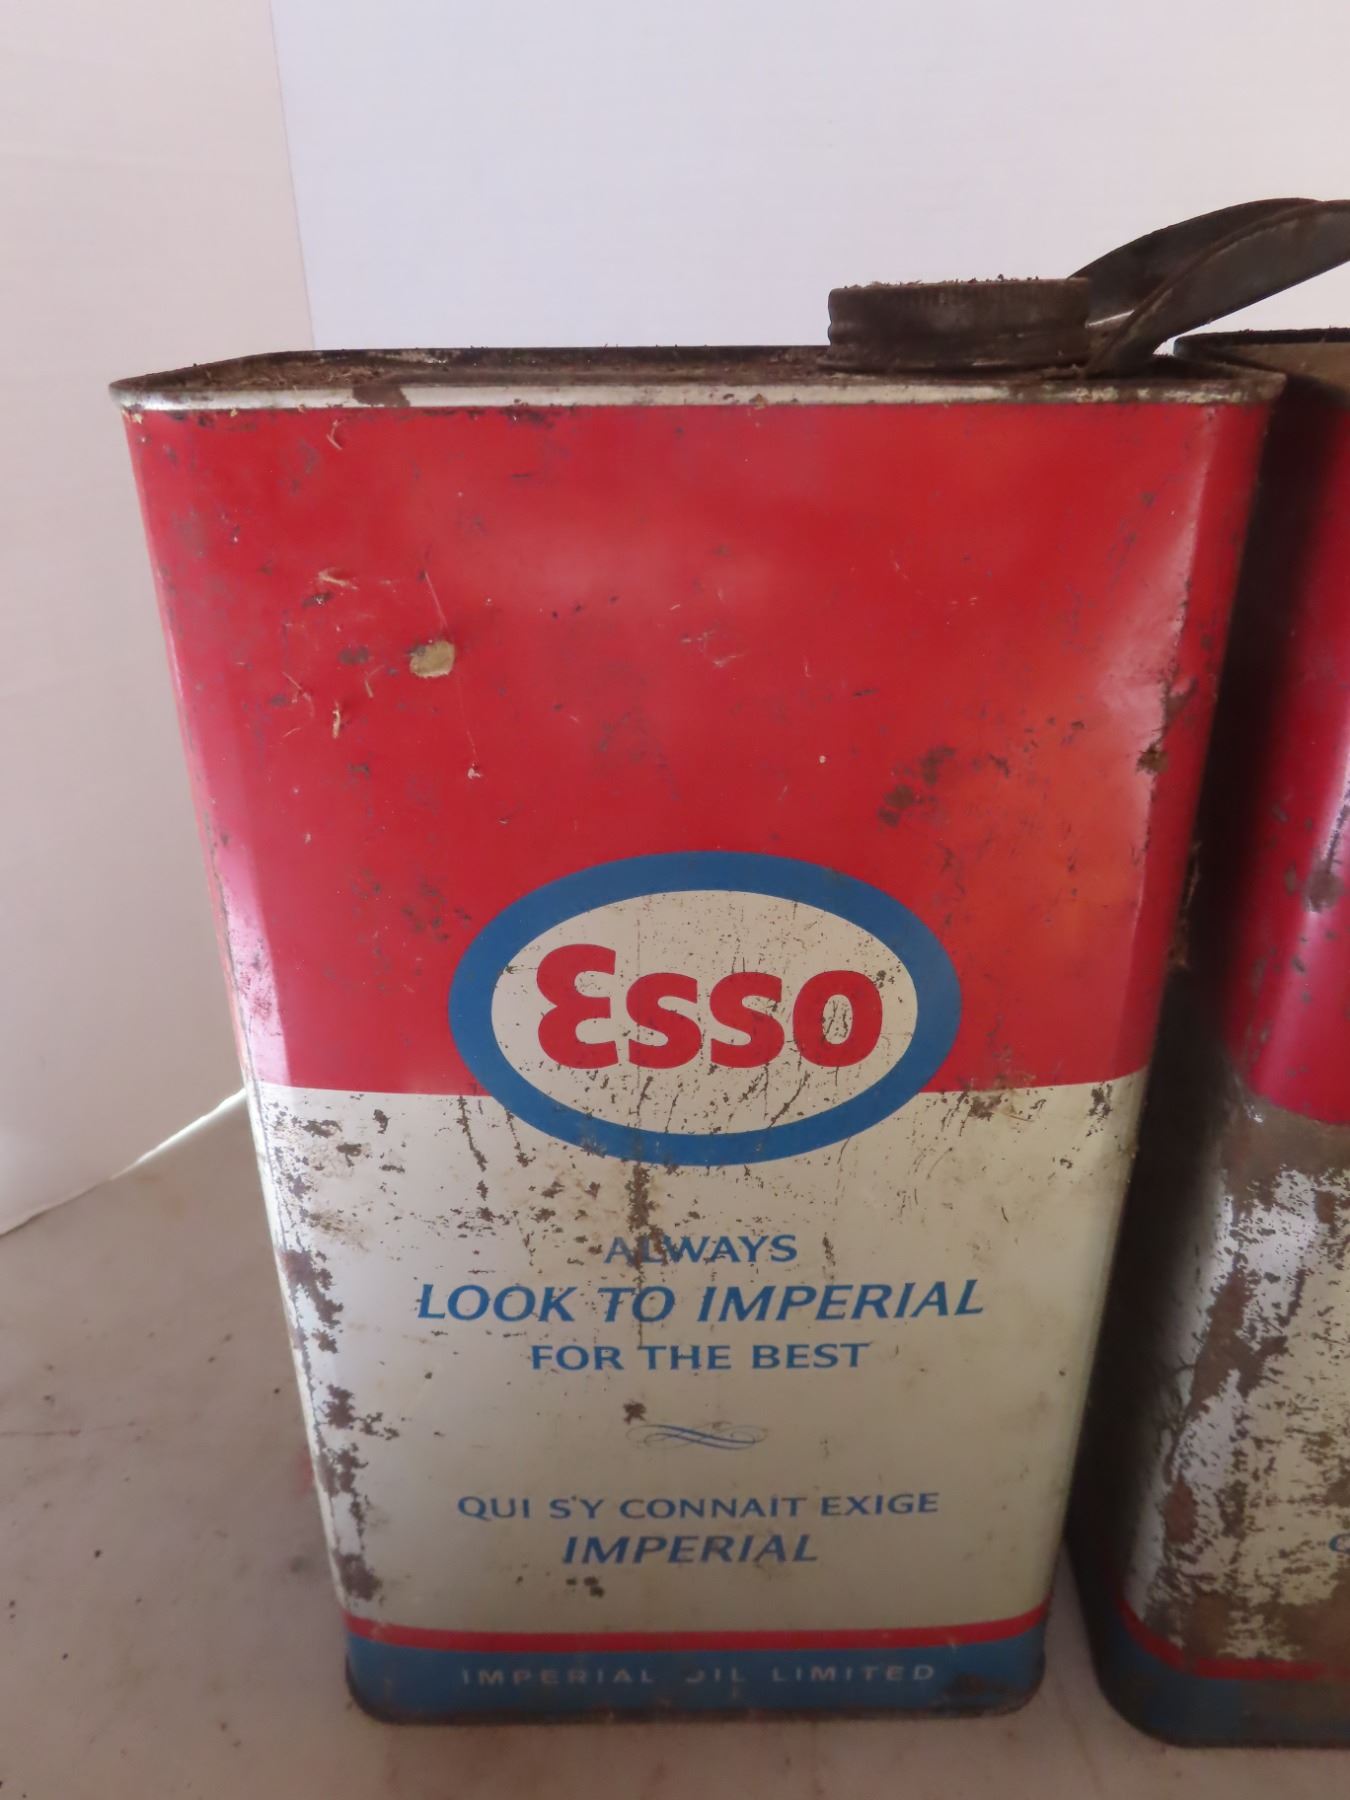 Esso
ALWAYS
LOOK TO IMPERIAL
FOR THE BEST
QUI S'Y CONNAIT EXIGE
IMPERIAL
IMPERIAL OIL LIMITED